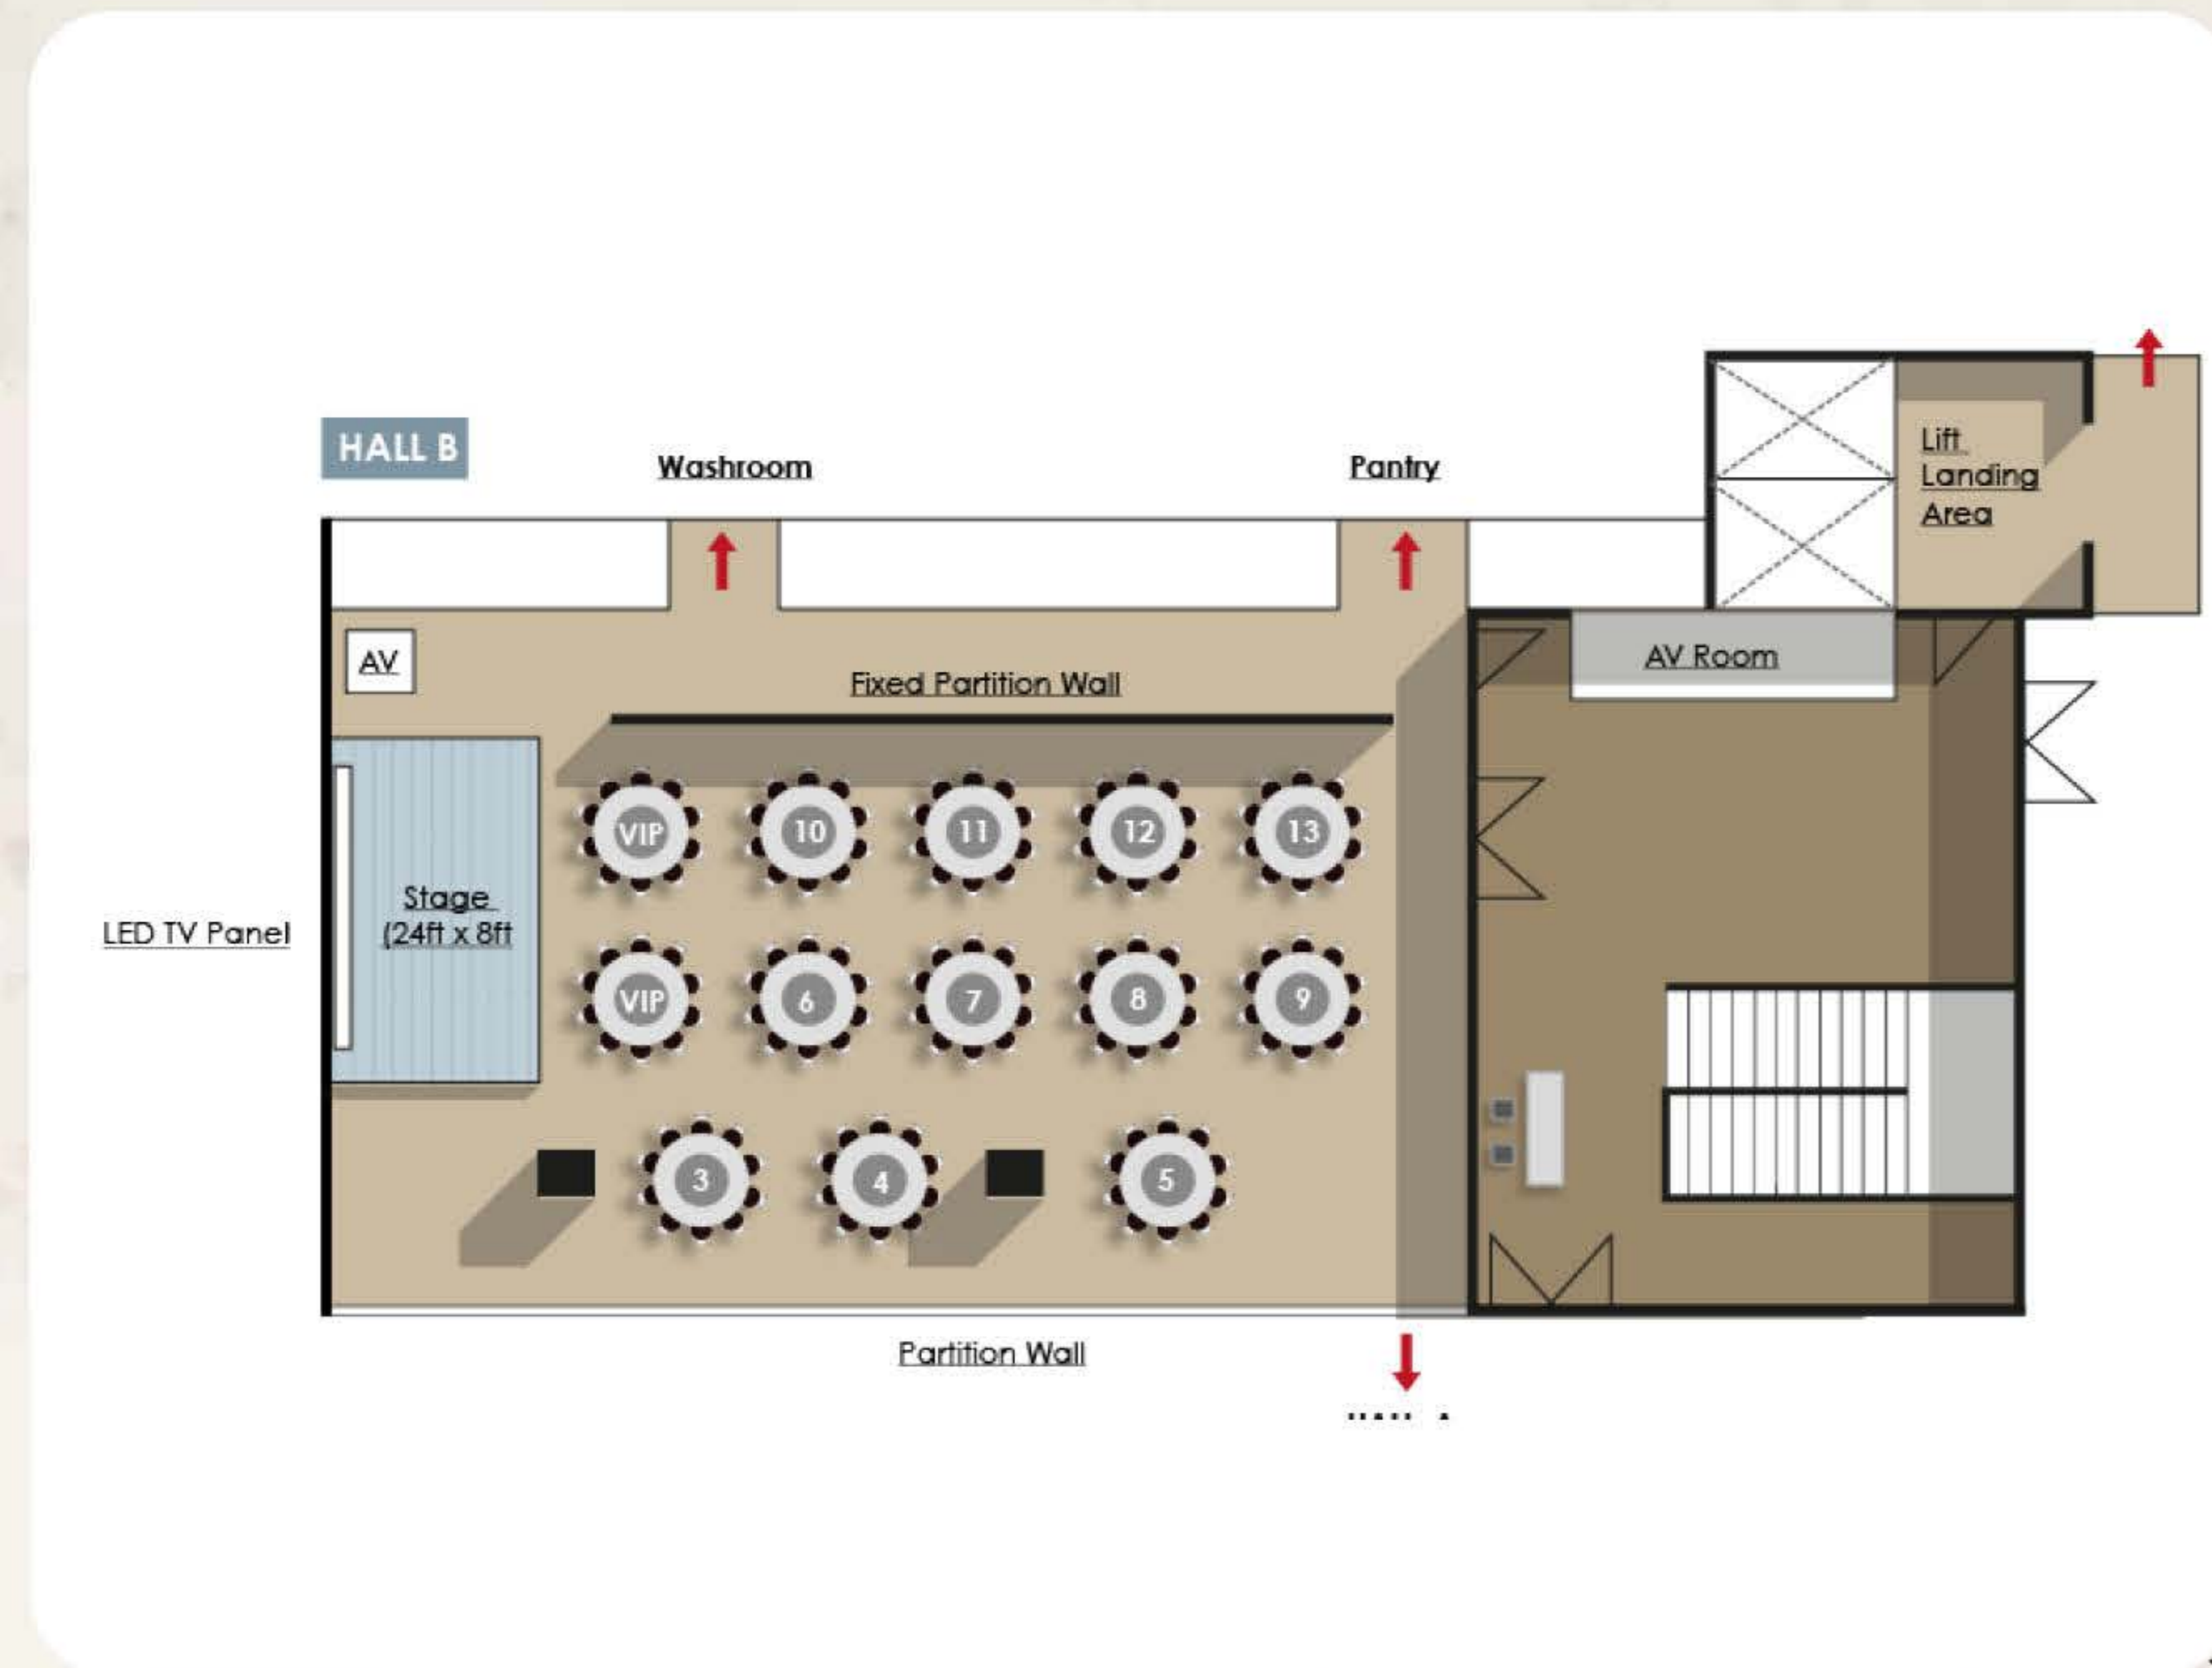 HALL B
Washroom
Pantry
Lift
Landing
Area
AV
Fixed Partition Wall
AV Room
VIP
10
11
12
13
Stage
(24ft x 8ft
LED TV Panel
VIP
6
7
8
9
3
4
5
Partition Wall